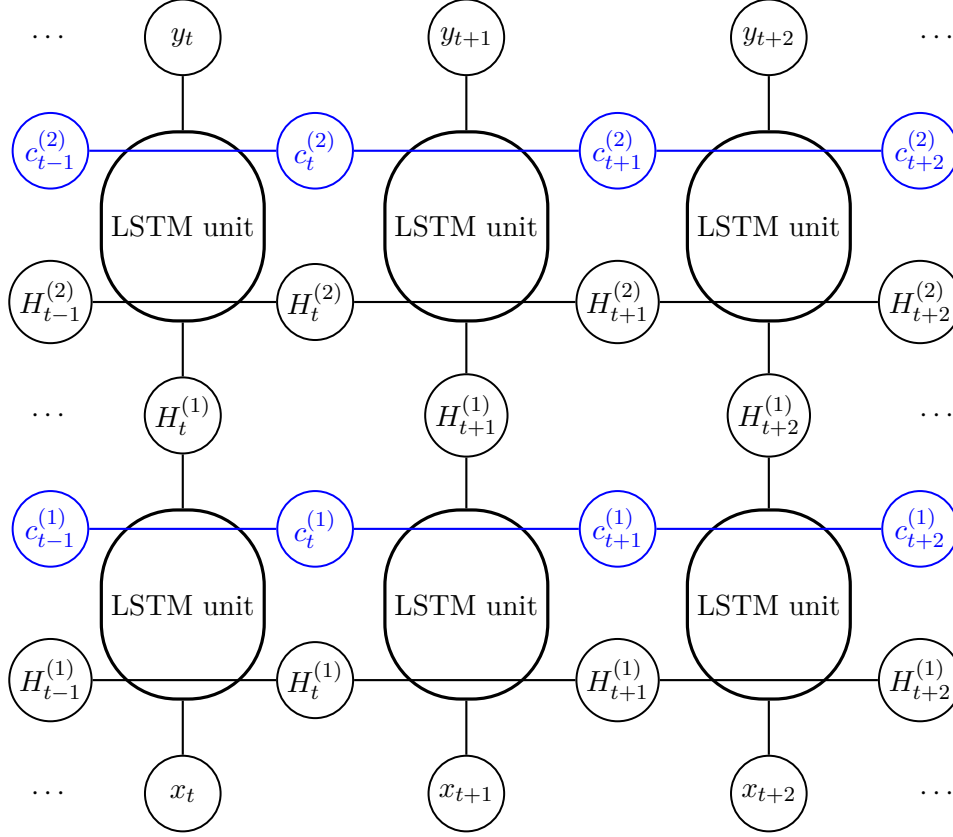 ⋯ y_t y_{t+1} y_{t+2} ⋯
c_{t-1}^{(2)} c_t^{(2)} c_{t+1}^{(2)} c_{t+2}^{(2)}
LSTM unit LSTM unit LSTM unit
H_{t-1}^{(2)} H_t^{(2)} H_{t+1}^{(2)} H_{t+2}^{(2)}
⋯ H_t^{(1)} H_{t+1}^{(1)} H_{t+2}^{(1)} ⋯
c_{t-1}^{(1)} c_t^{(1)} c_{t+1}^{(1)} c_{t+2}^{(1)}
LSTM unit LSTM unit LSTM unit
H_{t-1}^{(1)} H_t^{(1)} H_{t+1}^{(1)} H_{t+2}^{(1)}
⋯ x_t x_{t+1} x_{t+2} ⋯